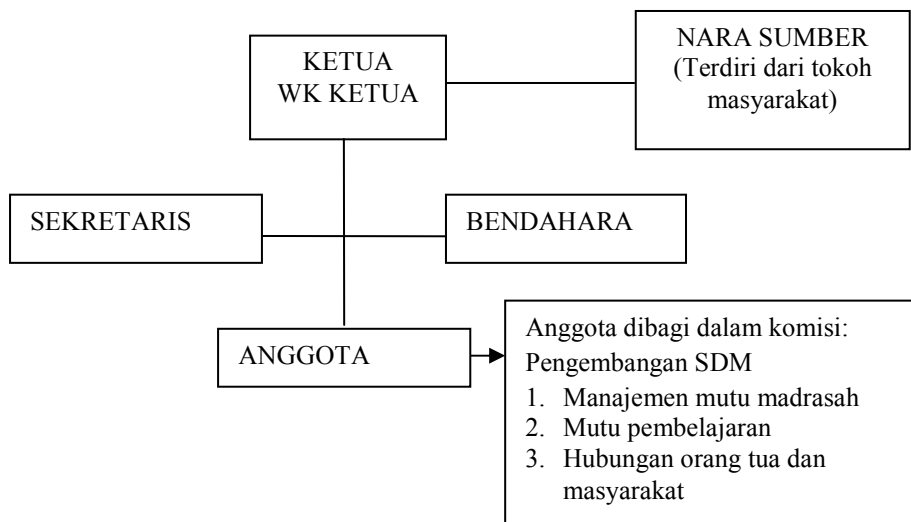 KETUA
WK KETUA
NARA SUMBER
(Terdiri dari tokoh
masyarakat)
SEKRETARIS
BENDAHARA
ANGGOTA
Anggota dibagi dalam komisi:
Pengembangan SDM
1. Manajemen mutu madrasah
2. Mutu pembelajaran
3. Hubungan orang tua dan
masyarakat